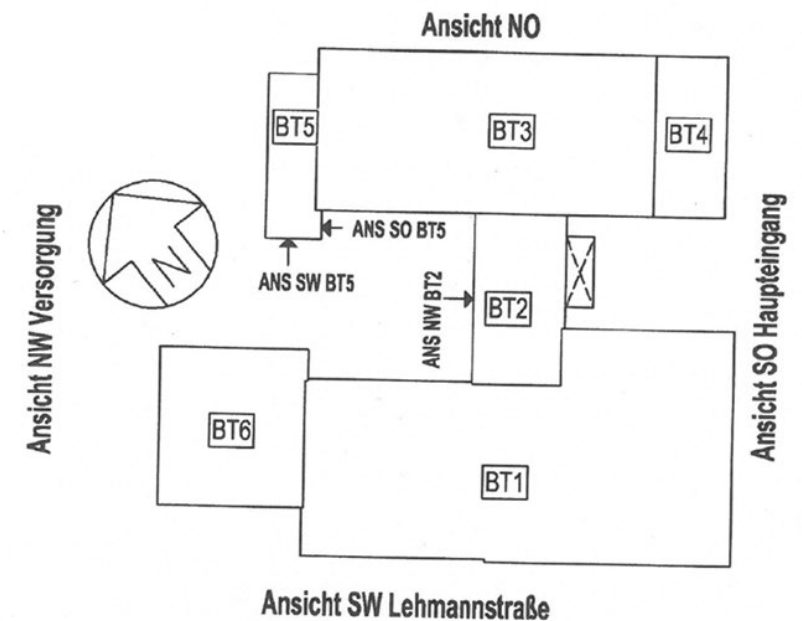 Ansicht NO
BT5
BT3
BT4
ANS SO BT5
ANS SW BT5
N
ANS NW BT2
BT2
Ansicht NW Versorgung
Ansicht SO Haupteingang
BT6
BT1
Ansicht SW Lehmannstraße